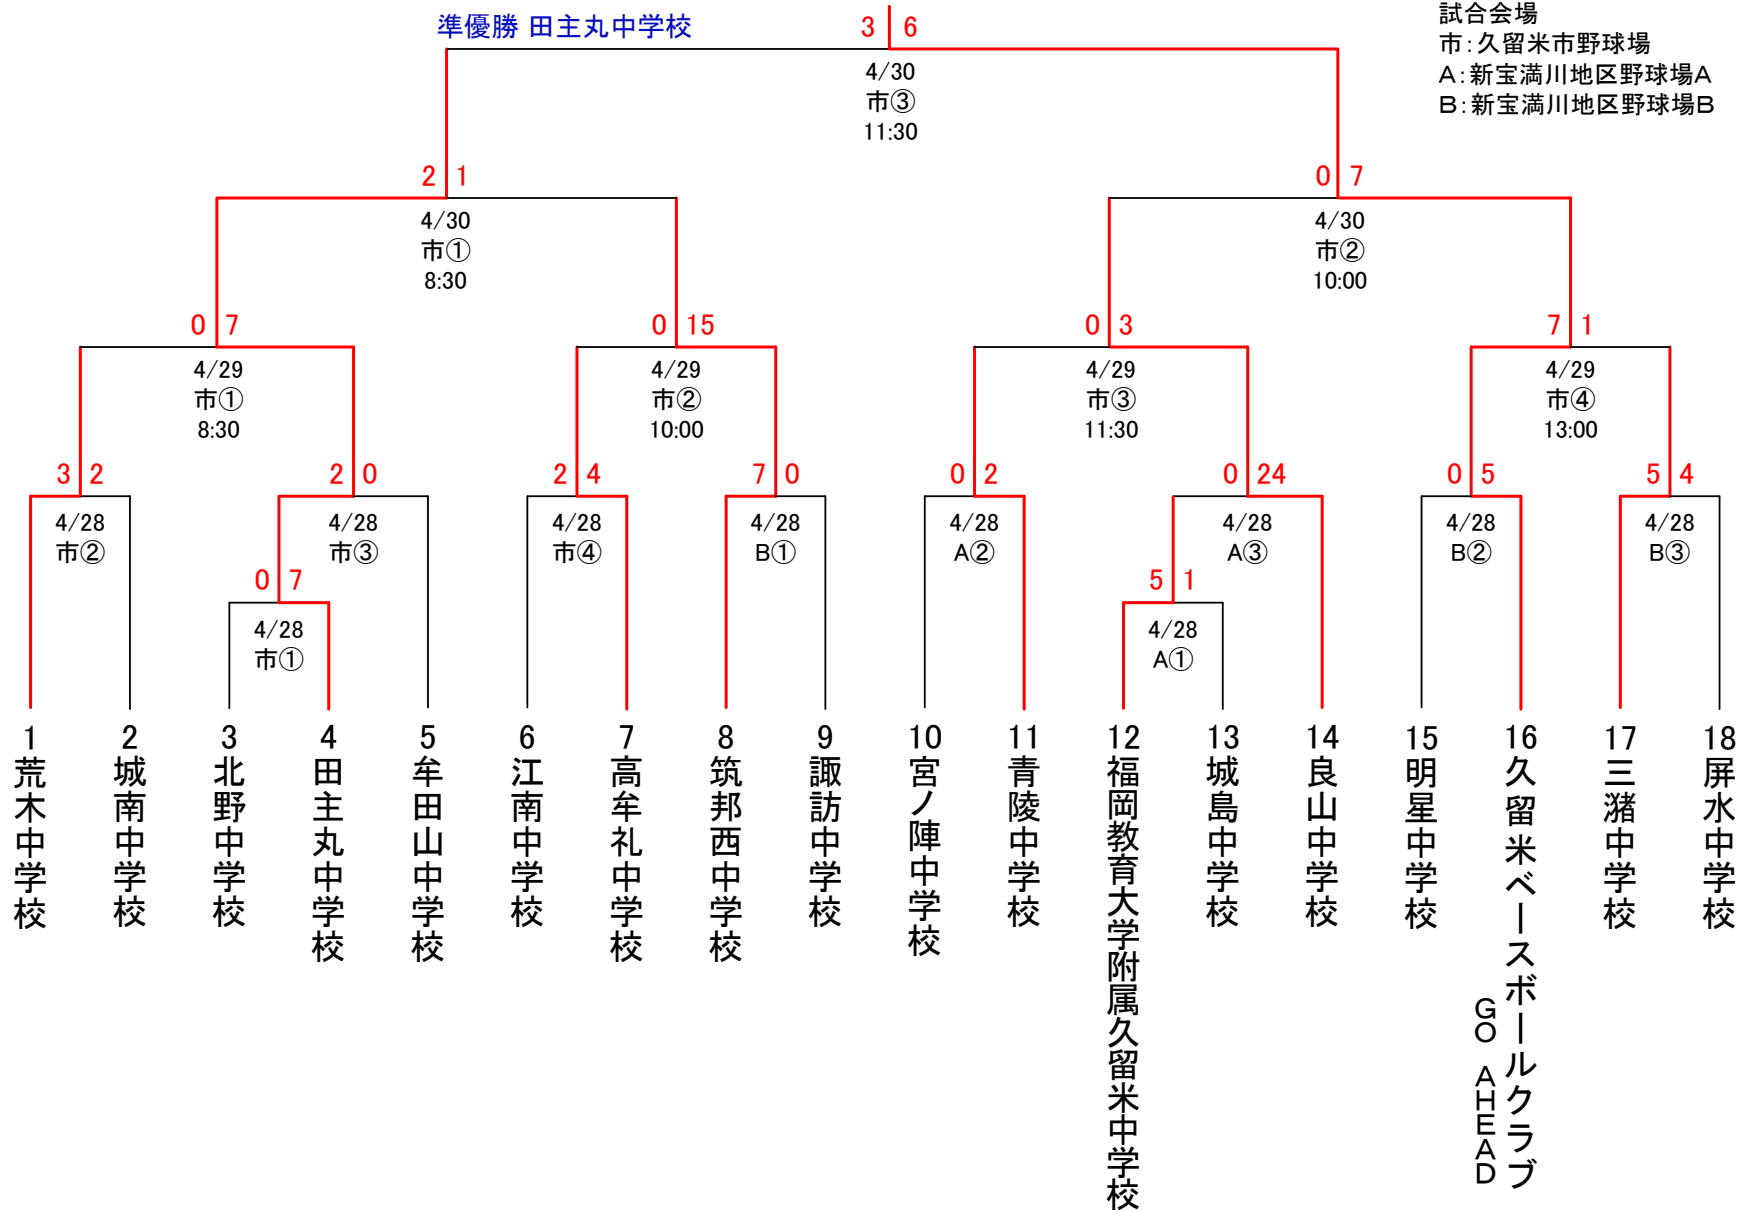 準優勝 田主丸中学校
3 6
4/30
市③
11:30
試合会場
市:久留米市野球場
A:新宝満川地区野球場A
B:新宝満川地区野球場B
2 1
4/30
市①
8:30
0 7
4/30
市②
10:00
0 7
4/29
市①
8:30
0 15
4/29
市②
10:00
0 3
4/29
市③
11:30
7 1
4/29
市④
13:00
3 2
4/28
市②
2 0
4/28
市③
2 4
4/28
市④
7 0
4/28
B①
0 2
4/28
A②
0 24
4/28
A③
0 5
4/28
B②
5 4
4/28
B③
0 7
4/28
市①
5 1
4/28
A①
1 荒木中学校
2 城南中学校
3 北野中学校
4 田主丸中学校
5 牟田山中学校
6 江南中学校
7 高牟礼中学校
8 筑邦西中学校
9 諏訪中学校
10 宮ノ陣中学校
11 青陵中学校
12 福岡教育大学附属久留米中学校
13 城島中学校
14 良山中学校
15 明星中学校
16 久留米ベースボールクラブ
GO AHEAD
17 三潴中学校
18 屏水中学校